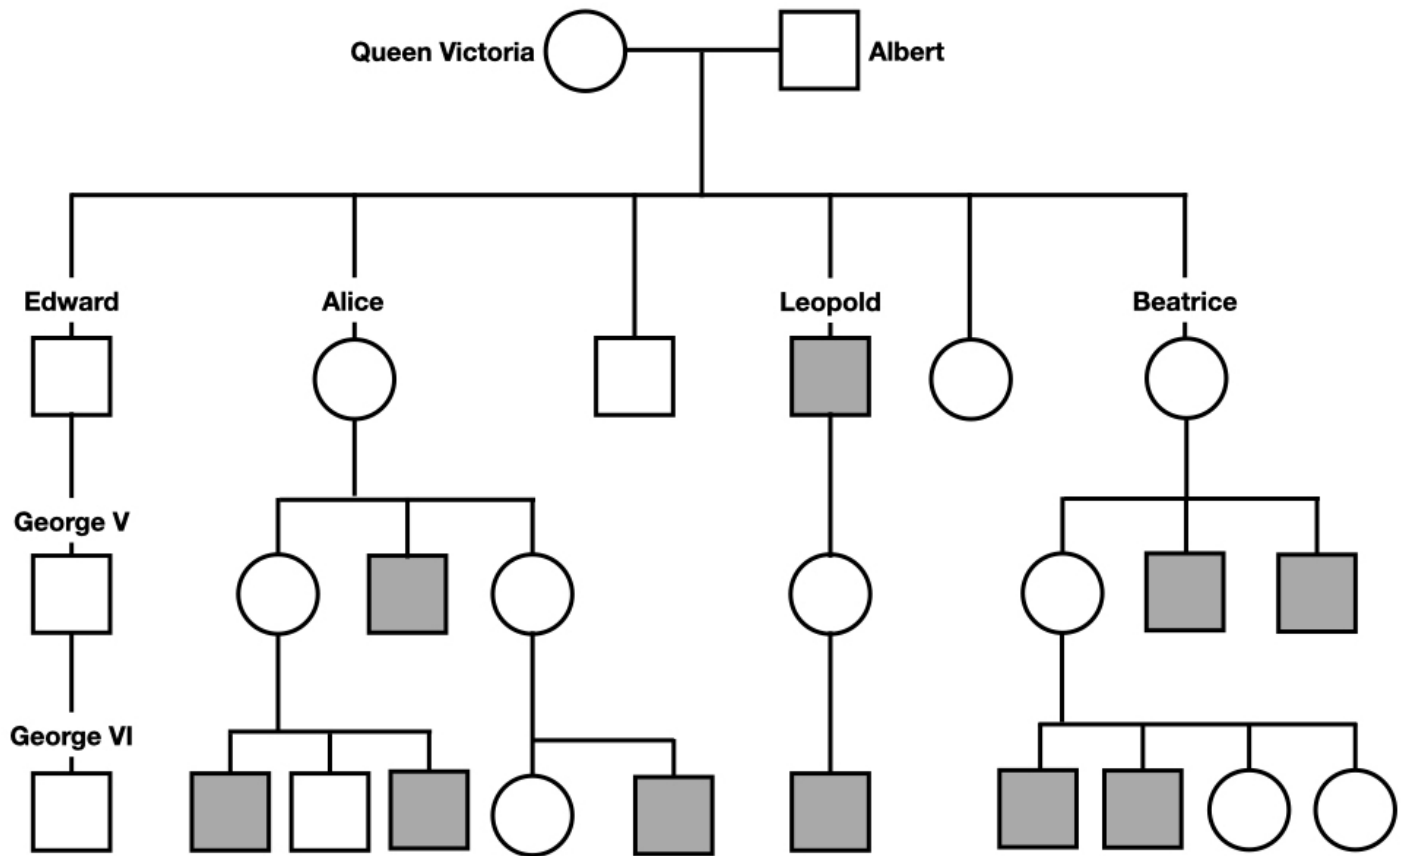 Queen Victoria
Albert
Edward
Alice
Leopold
Beatrice
George V
George VI